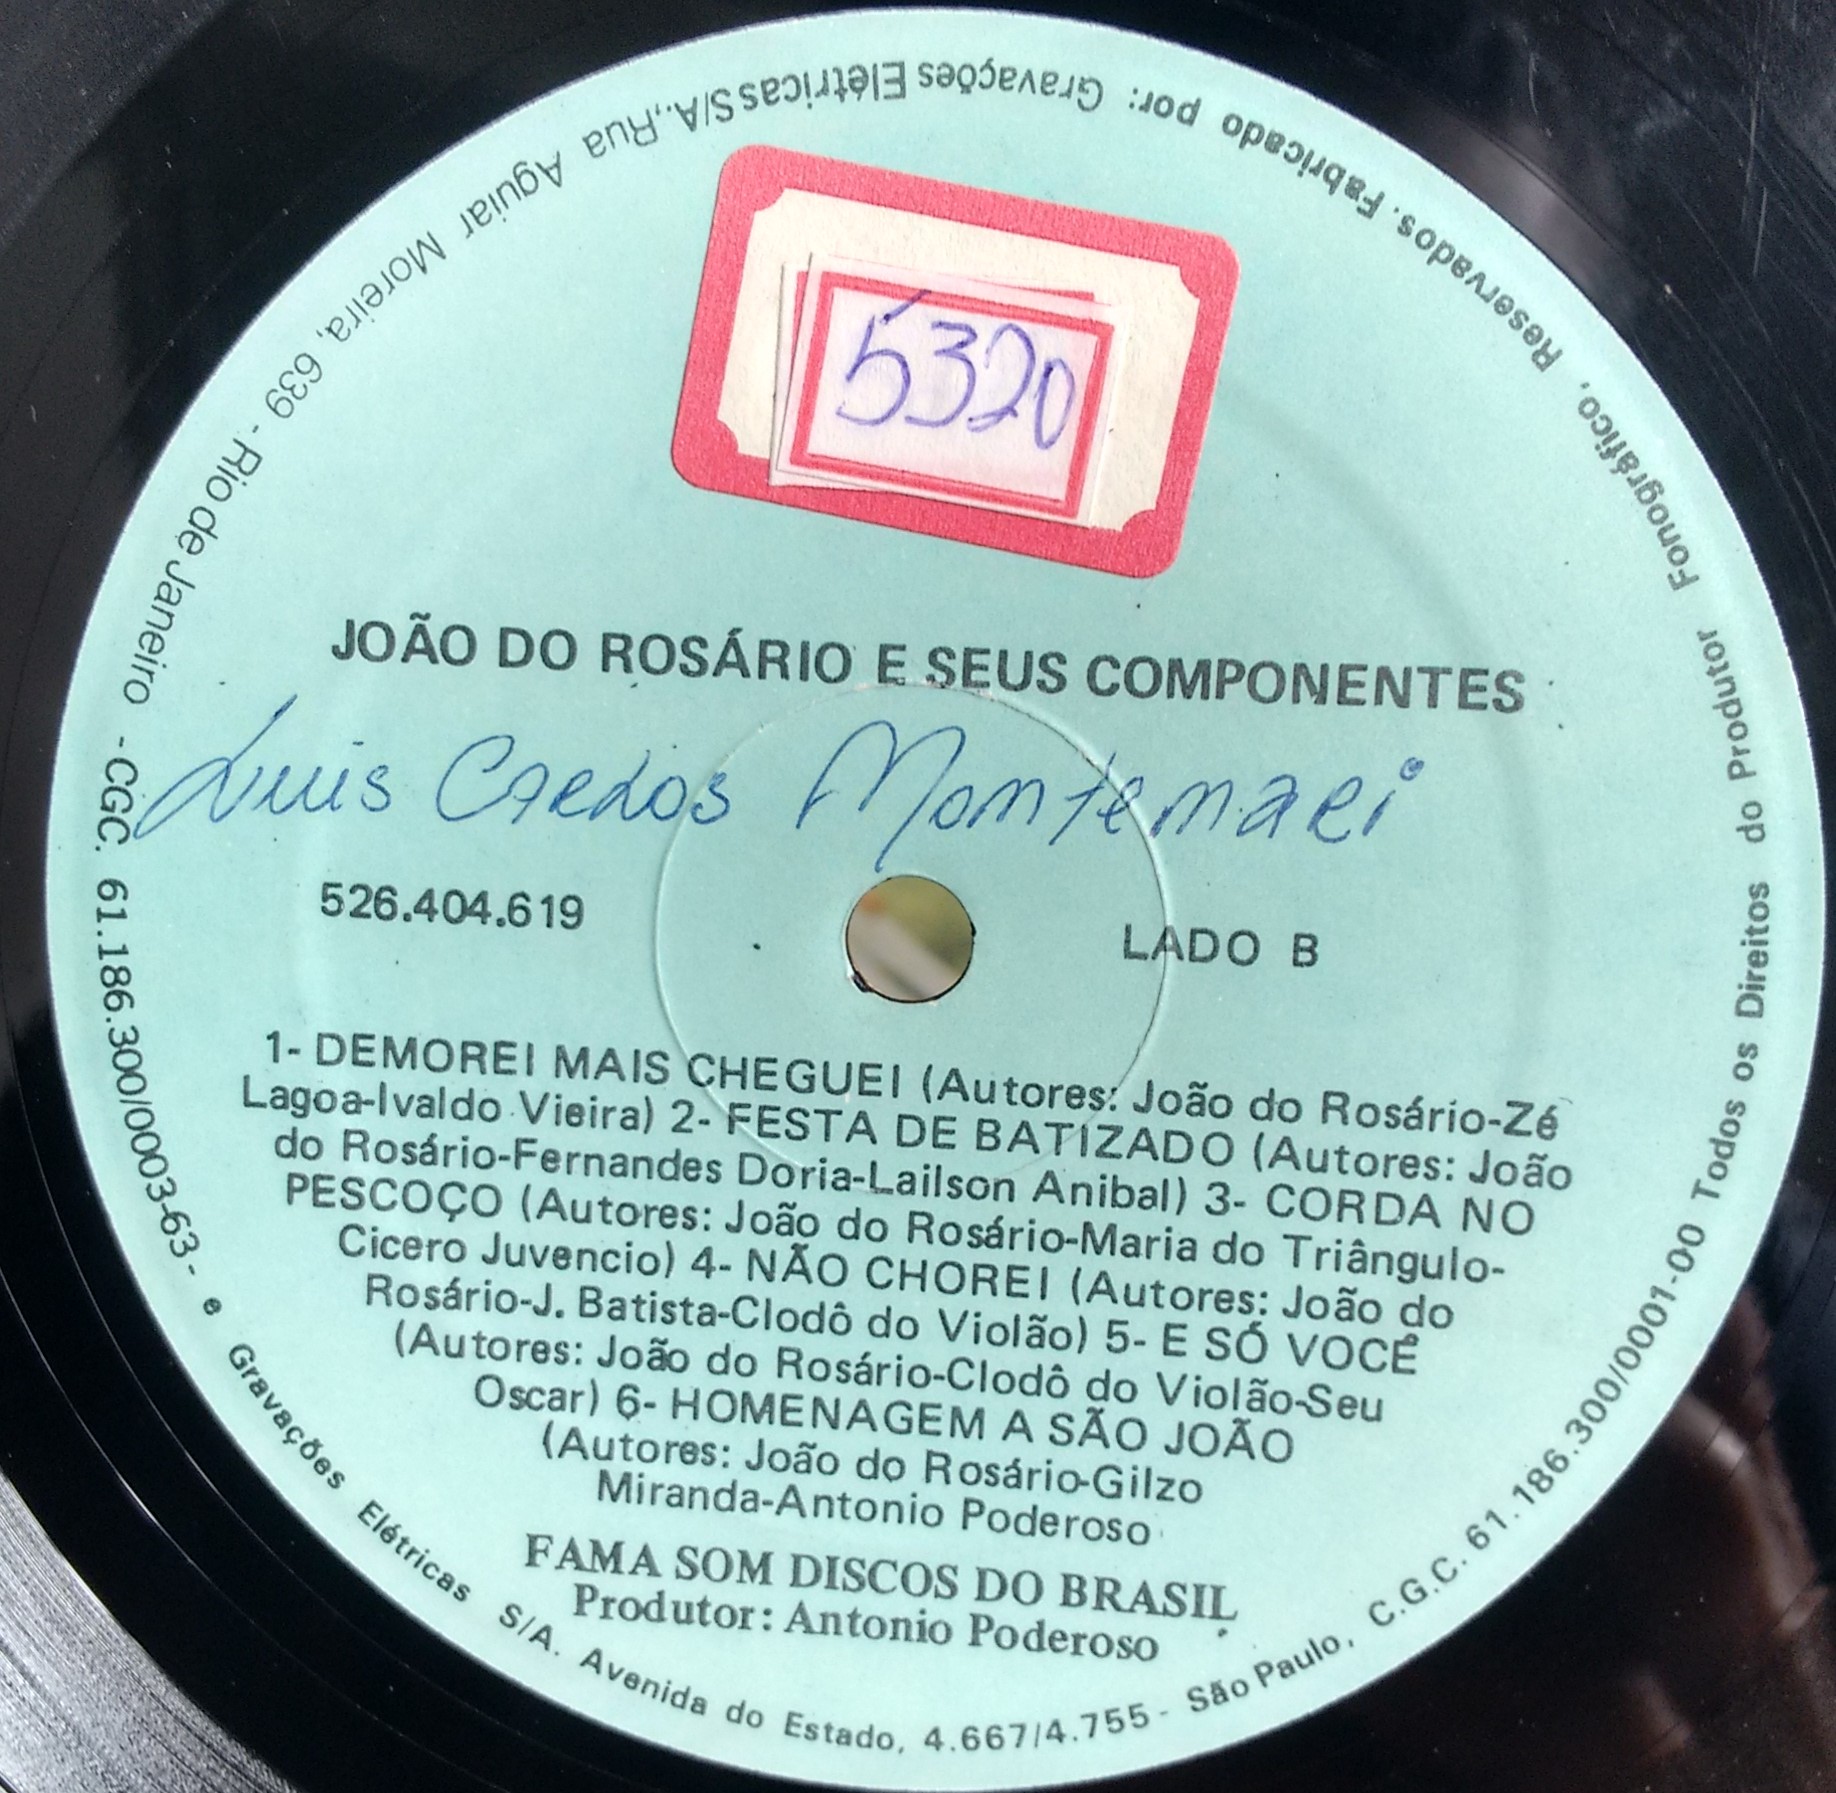 5320
JOÃO DO ROSÁRIO E SEUS COMPONENTES
Luis Carlos Montemari
526.404.619
LADO B
1- DEMOREI MAIS CHEGUEI (Autores: João do Rosário-Zé
Lagoa-Ivaldo Vieira) 2- FESTA DE BATIZADO (Autores: João
do Rosário-Fernandes Doria-Lailson Anibal) 3- CORDA NO
PESCOÇO (Autores: João do Rosário-Maria do Triângulo-
Cicero Juvencio) 4- NÃO CHOREI (Autores: João do
Rosário-J. Batista-Clodô do Violão) 5- E SÓ VOCÊ
(Autores: João do Rosário-Clodô do Violão-Seu
Oscar) 6- HOMENAGEM A SÃO JOÃO
(Autores: João do Rosário-Gilzo
Miranda-Antonio Poderoso
FAMA SOM DISCOS DO BRASIL
Produtor: Antonio Poderoso
e Gravações Elétricas S/A. Avenida do Estado, 4.667/4.755 - São Paulo, C.G.C. 61.186.300/0001-00 Todos os Direitos do Produtor Fonográfico, Reservados. Fabricado por: Gravações Elétricas S/A., Rua Aguiar Moreira, 639 - Rio de Janeiro - CGC. 61.186.300/0003-63 -